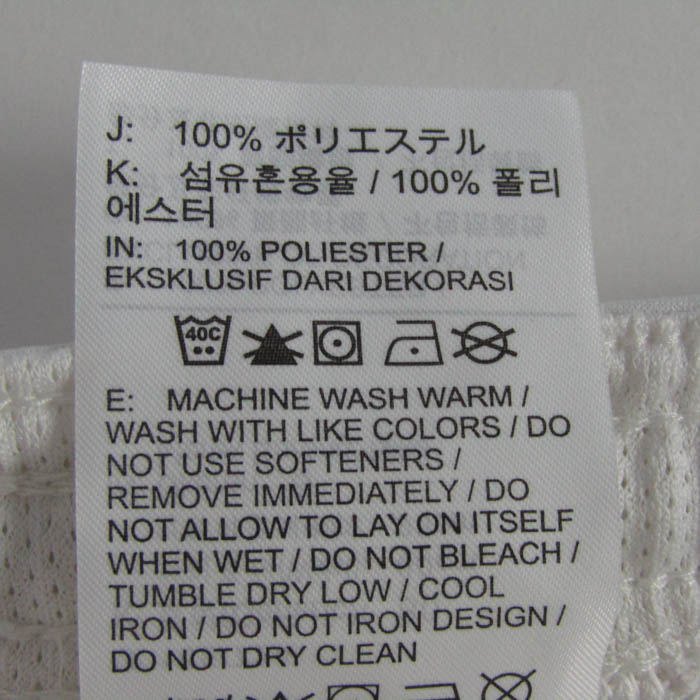 J: 100% ポリエステル
K: 섬유혼용율 / 100% 폴리
에스터
IN: 100% POLIESTER /
EKSKLUSIF DARI DEKORASI
40C
E: MACHINE WASH WARM /
WASH WITH LIKE COLORS / DO
NOT USE SOFTENERS /
REMOVE IMMEDIATELY / DO
NOT ALLOW TO LAY ON ITSELF
WHEN WET / DO NOT BLEACH /
TUMBLE DRY LOW / COOL
IRON / DO NOT IRON DESIGN /
DO NOT DRY CLEAN